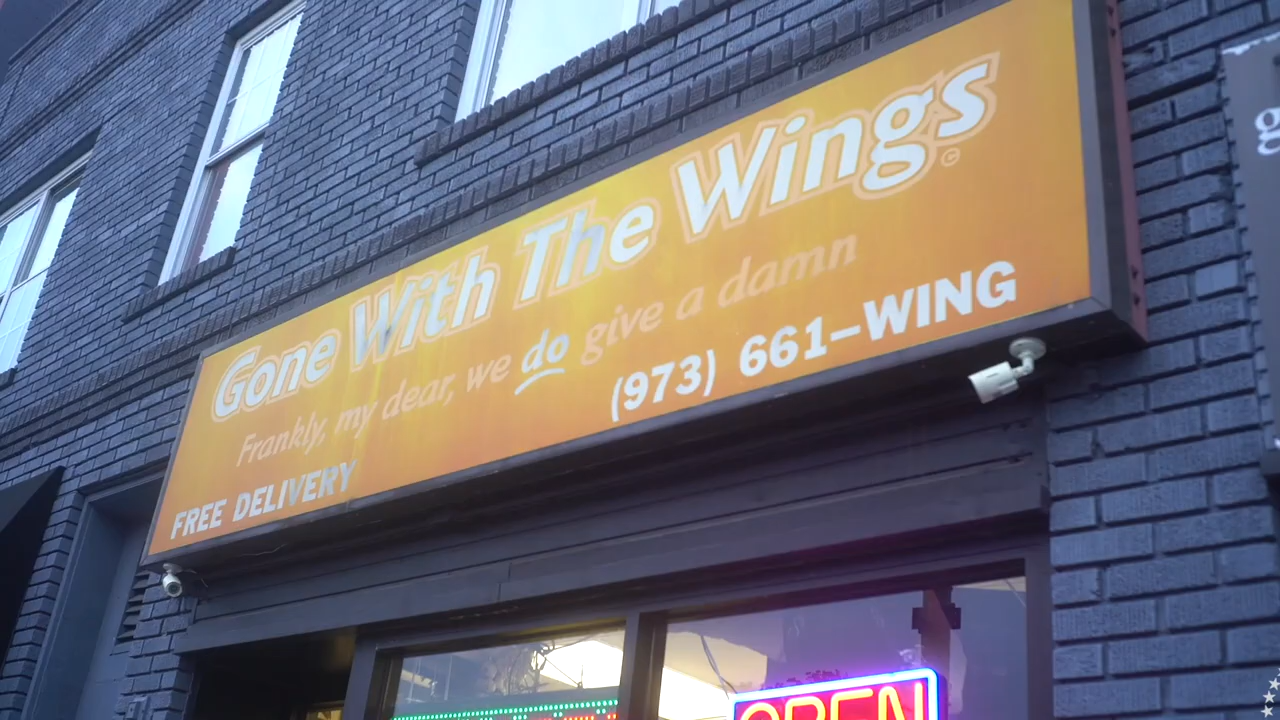 Gone With The Wings ©
Frankly, my dear, we do give a damn
FREE DELIVERY (973) 661-WING
OPEN
g